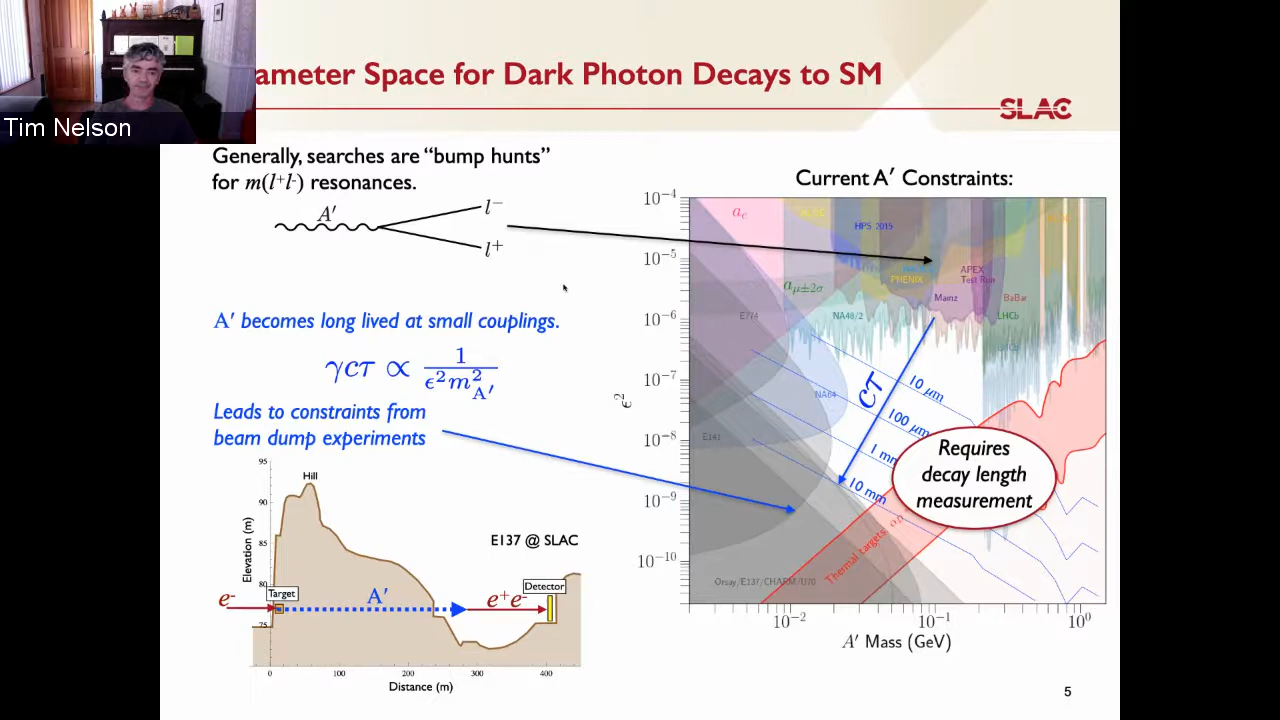 ameter Space for Dark Photon Decays to SM
SLAC
Tim Nelson
Generally, searches are “bump hunts”
for m(l+l-) resonances.
A′
l−
l+
A′ becomes long lived at small couplings.
γcτ ∝ 1/ϵ²m²A′
Leads to constraints from
beam dump experiments
95
90
85
80
75
Elevation (m)
Hill
E137 @ SLAC
Target
Detector
e-
A′
e+e-
0 100 200 300 400
Distance (m)
Current A′ Constraints:
10−4
10−5
10−6
10−7
10−8
10−9
10−10
ϵ²
ae
HPS 2015
PHENIX
APEX
Test Run
aμ±2σ
Mainz
BaBar
E774
NA48/2
LHCb
NA64
E141
cτ
10 μm
100 μm
1 mm
10 mm
Requires
decay length
measurement
Thermal targets, αD
Orsay/E137/CHARM/U70
10−2 10−1 100
A′ Mass (GeV)
5